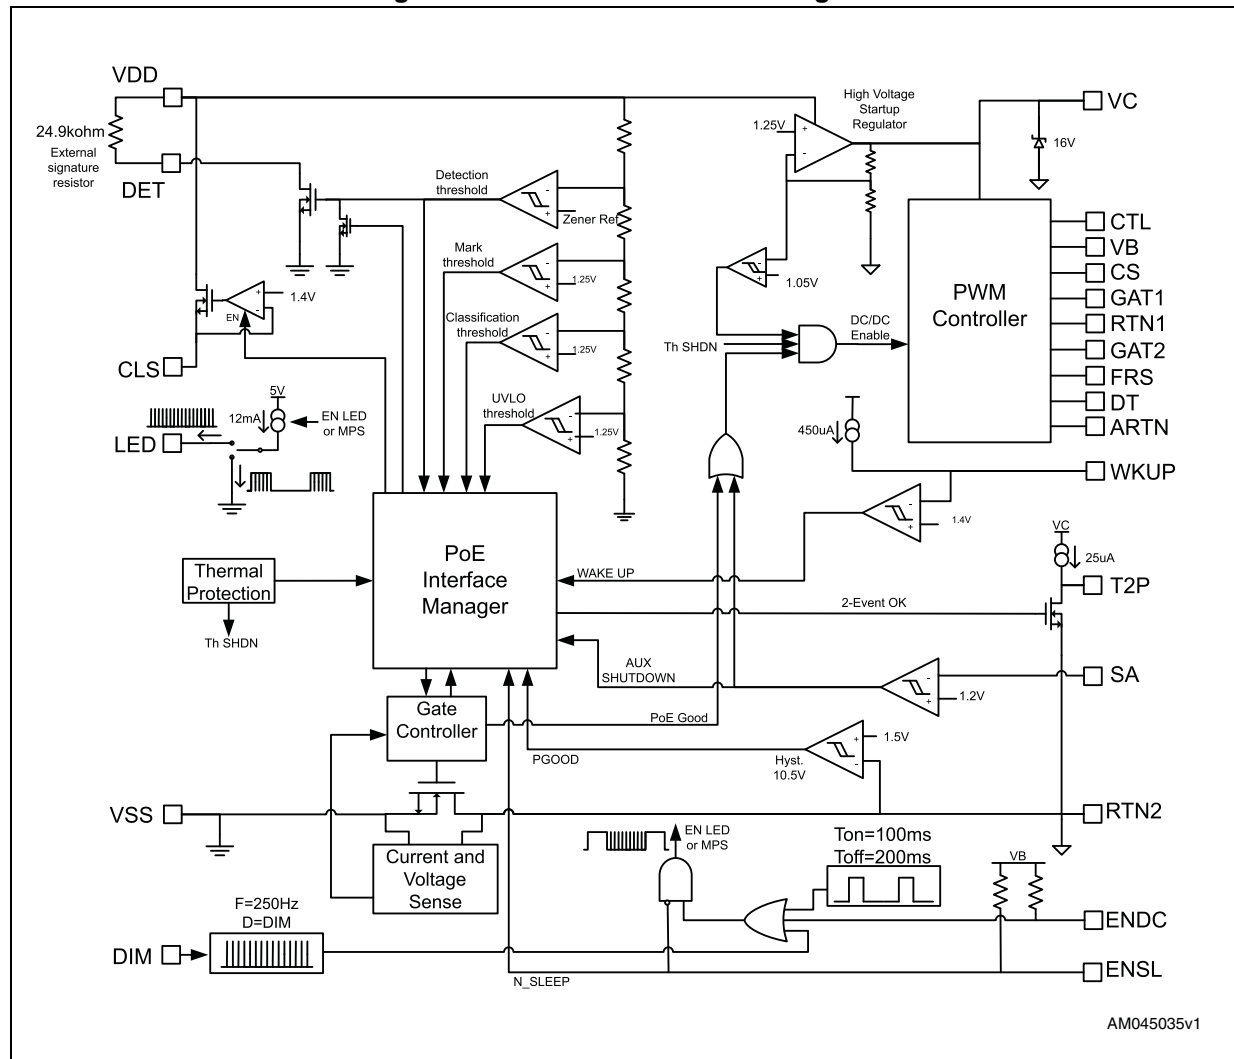 VDD
24.9kohm
External
signature
resistor
DET
Detection
threshold
Zener Ref
Mark
threshold
1.25V
Classification
threshold
1.25V
UVLO
threshold
1.25V
1.25V
High Voltage
Startup
Regulator
VC
16V
1.05V
PWM
Controller
CTL
VB
CS
GAT1
RTN1
GAT2
FRS
DT
ARTN
DC/DC
Enable
Th SHDN
1.4V
EN
CLS
5V
12mA
EN LED
or MPS
LED
450uA
WKUP
1.4V
VC
25uA
T2P
PoE
Interface
Manager
WAKE UP
2-Event OK
Thermal
Protection
Th SHDN
AUX
SHUTDOWN
SA
1.2V
Gate
Controller
PoE Good
PGOOD
Hyst.
10.5V
1.5V
VSS
RTN2
Current and
Voltage
Sense
EN LED
or MPS
Ton=100ms
Toff=200ms
VB
ENDC
F=250Hz
D=DIM
DIM
N_SLEEP
ENSL
AM045035v1